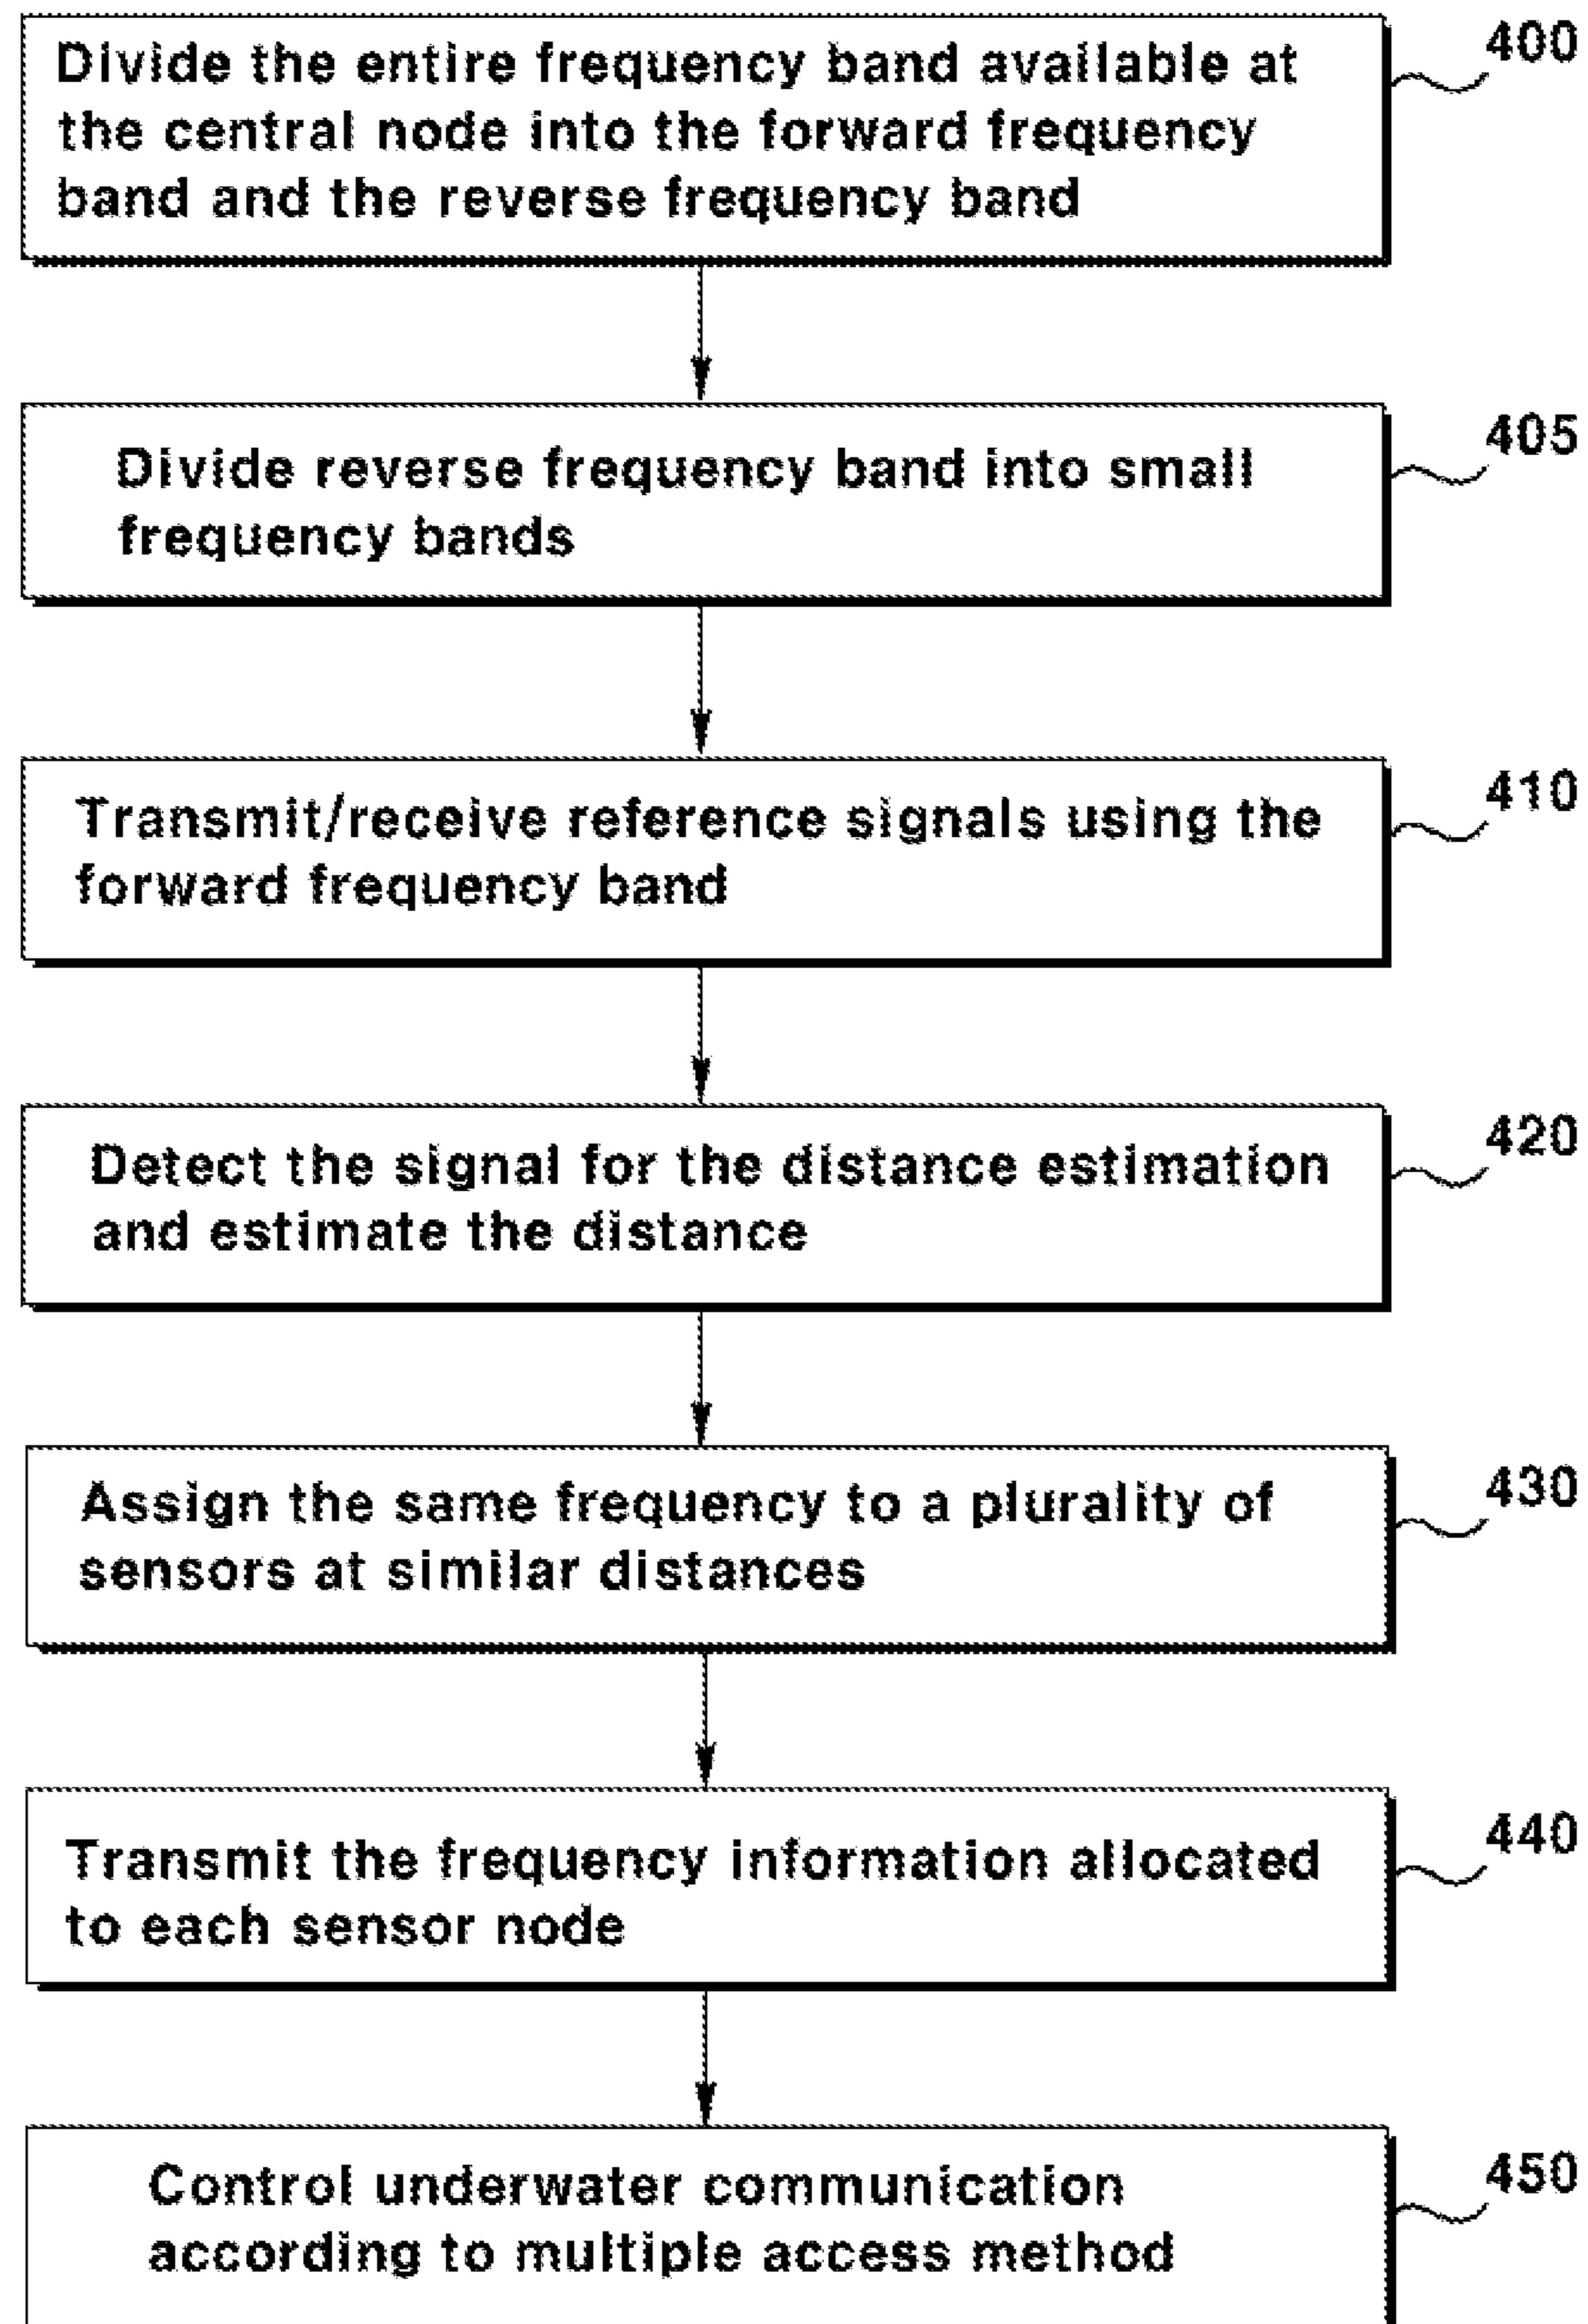 Divide the entire frequency band available at
the central node into the forward frequency
band and the reverse frequency band
400
Divide reverse frequency band into small
frequency bands
405
Transmit/receive reference signals using the
forward frequency band
410
Detect the signal for the distance estimation
and estimate the distance
420
Assign the same frequency to a plurality of
sensors at similar distances
430
Transmit the frequency information allocated
to each sensor node
440
Control underwater communication
according to multiple access method
450